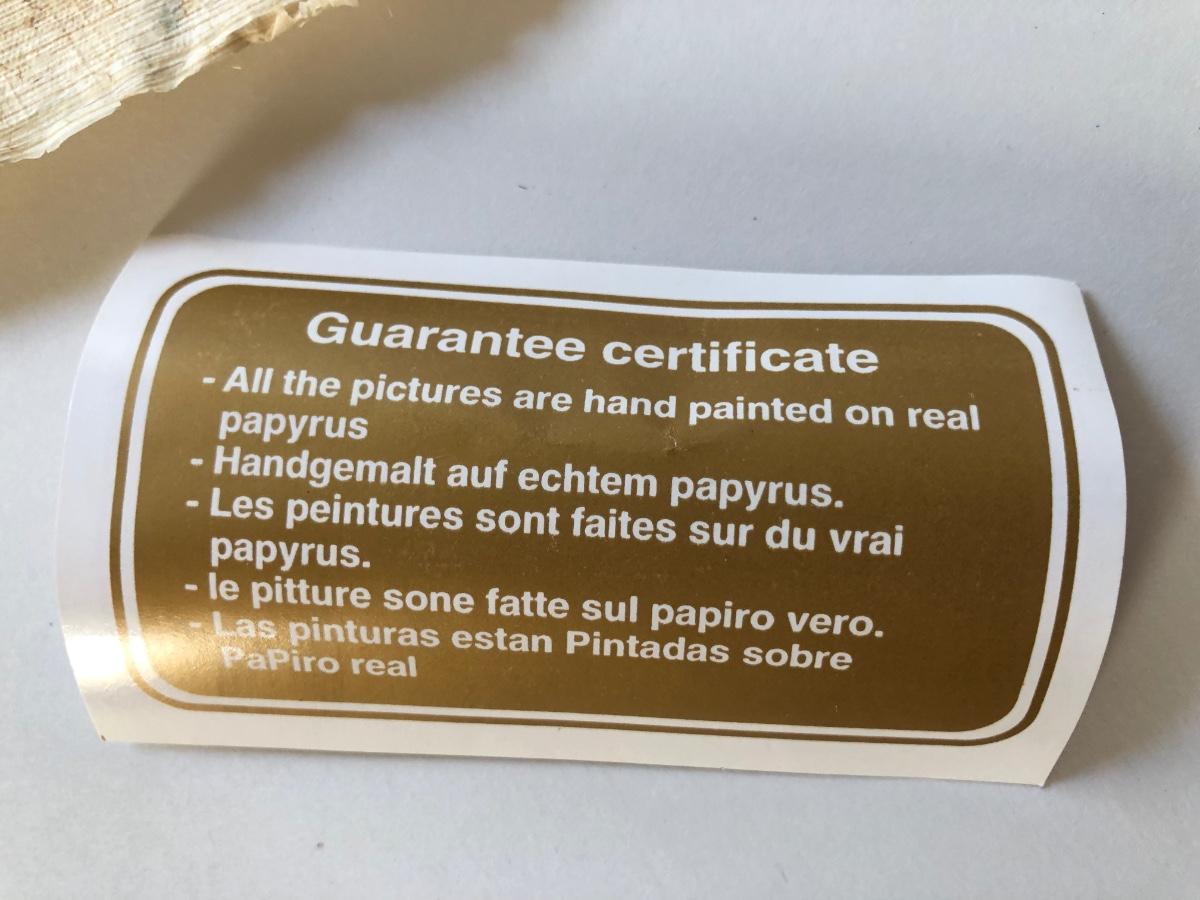 Guarantee certificate
- All the pictures are hand painted on real
papyrus
- Handgemalt auf echtem papyrus.
- Les peintures sont faites sur du vrai
papyrus.
- le pitture sone fatte sul papiro vero.
- Las pinturas estan Pintadas sobre
PaPiro real